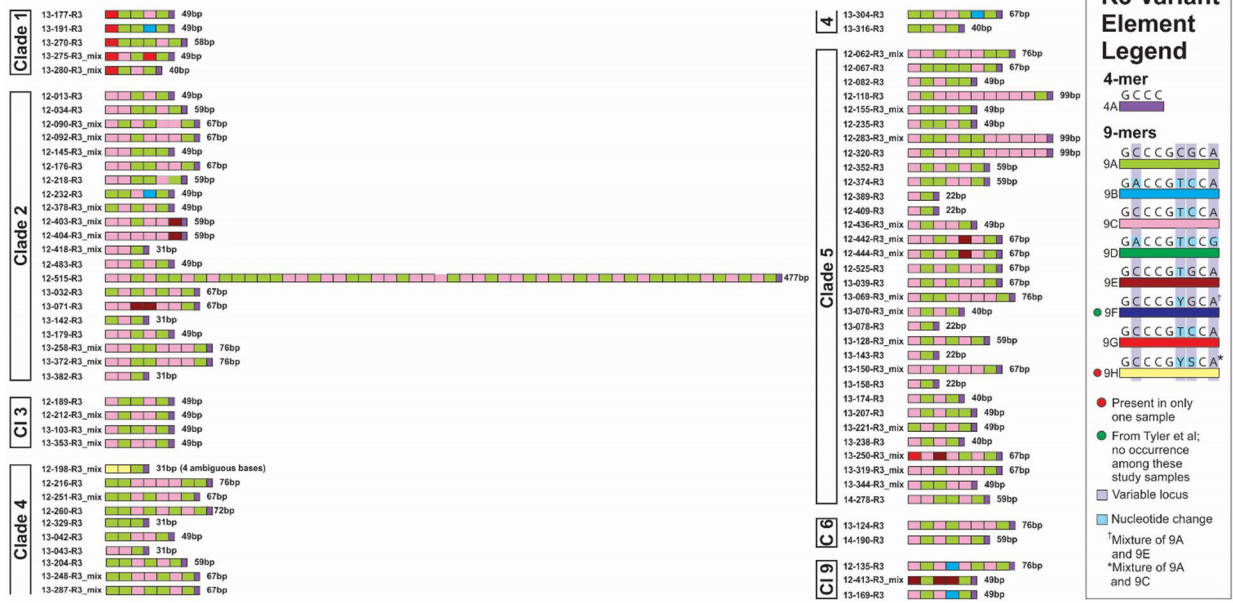 Clade 1
13-177-R3 49bp
13-191-R3 49bp
13-270-R3 58bp
13-275-R3_mix 49bp
13-280-R3_mix 40bp
Clade 2
12-013-R3 49bp
12-034-R3 59bp
12-090-R3_mix 67bp
12-092-R3_mix 67bp
12-145-R3_mix 49bp
12-176-R3 67bp
12-218-R3 59bp
12-232-R3 49bp
12-378-R3_mix 49bp
12-403-R3_mix 59bp
12-404-R3_mix 59bp
12-418-R3_mix 31bp
12-483-R3 49bp
12-515-R3 477bp
13-032-R3 67bp
13-071-R3 67bp
13-142-R3 31bp
13-179-R3 49bp
13-258-R3_mix 76bp
13-372-R3_mix 76bp
13-382-R3 31bp
Cl 3
12-189-R3 49bp
12-212-R3_mix 49bp
13-103-R3_mix 49bp
13-353-R3_mix 49bp
Clade 4
12-198-R3_mix 31bp (4 ambiguous bases)
12-216-R3 76bp
12-251-R3_mix 67bp
12-260-R3 72bp
12-329-R3 31bp
13-042-R3 49bp
13-043-R3 31bp
13-204-R3 59bp
13-248-R3_mix 67bp
13-287-R3_mix 67bp
4
13-304-R3 67bp
13-316-R3 40bp
Clade 5
12-062-R3_mix 76bp
12-067-R3 67bp
12-082-R3 49bp
12-118-R3 99bp
12-155-R3_mix 49bp
12-235-R3 49bp
12-283-R3_mix 99bp
12-320-R3 99bp
12-352-R3 59bp
12-374-R3 59bp
12-389-R3 22bp
12-409-R3 22bp
12-436-R3_mix 49bp
12-442-R3_mix 67bp
12-444-R3_mix 67bp
12-525-R3 67bp
13-039-R3 67bp
13-069-R3_mix 76bp
13-070-R3_mix 40bp
13-078-R3 22bp
13-128-R3_mix 59bp
13-143-R3 22bp
13-150-R3_mix 67bp
13-158-R3 22bp
13-174-R3 40bp
13-207-R3 49bp
13-221-R3_mix 49bp
13-238-R3 40bp
13-250-R3_mix 67bp
13-319-R3_mix 67bp
13-344-R3_mix 49bp
14-278-R3 59bp
C 6
13-124-R3 76bp
14-190-R3 59bp
Cl 9
12-135-R3 76bp
12-413-R3_mix 49bp
13-169-R3 49bp
R3 Variant
Element
Legend
4-mer
GCCC
4A
9-mers
GCCCGCGCA
9A
GACCGTCCA
9B
GCCCGTCCA
9C
GACCGTCCG
9D
GCCCGTGCA
9E
GCCCGYGCA†
9F
GCCCGTCCA
9G
GCCCGYSCA*
9H
Present in only
one sample
From Tyler et al;
no occurrence
among these
study samples
Variable locus
Nucleotide change
†Mixture of 9A
and 9E
*Mixture of 9A
and 9C